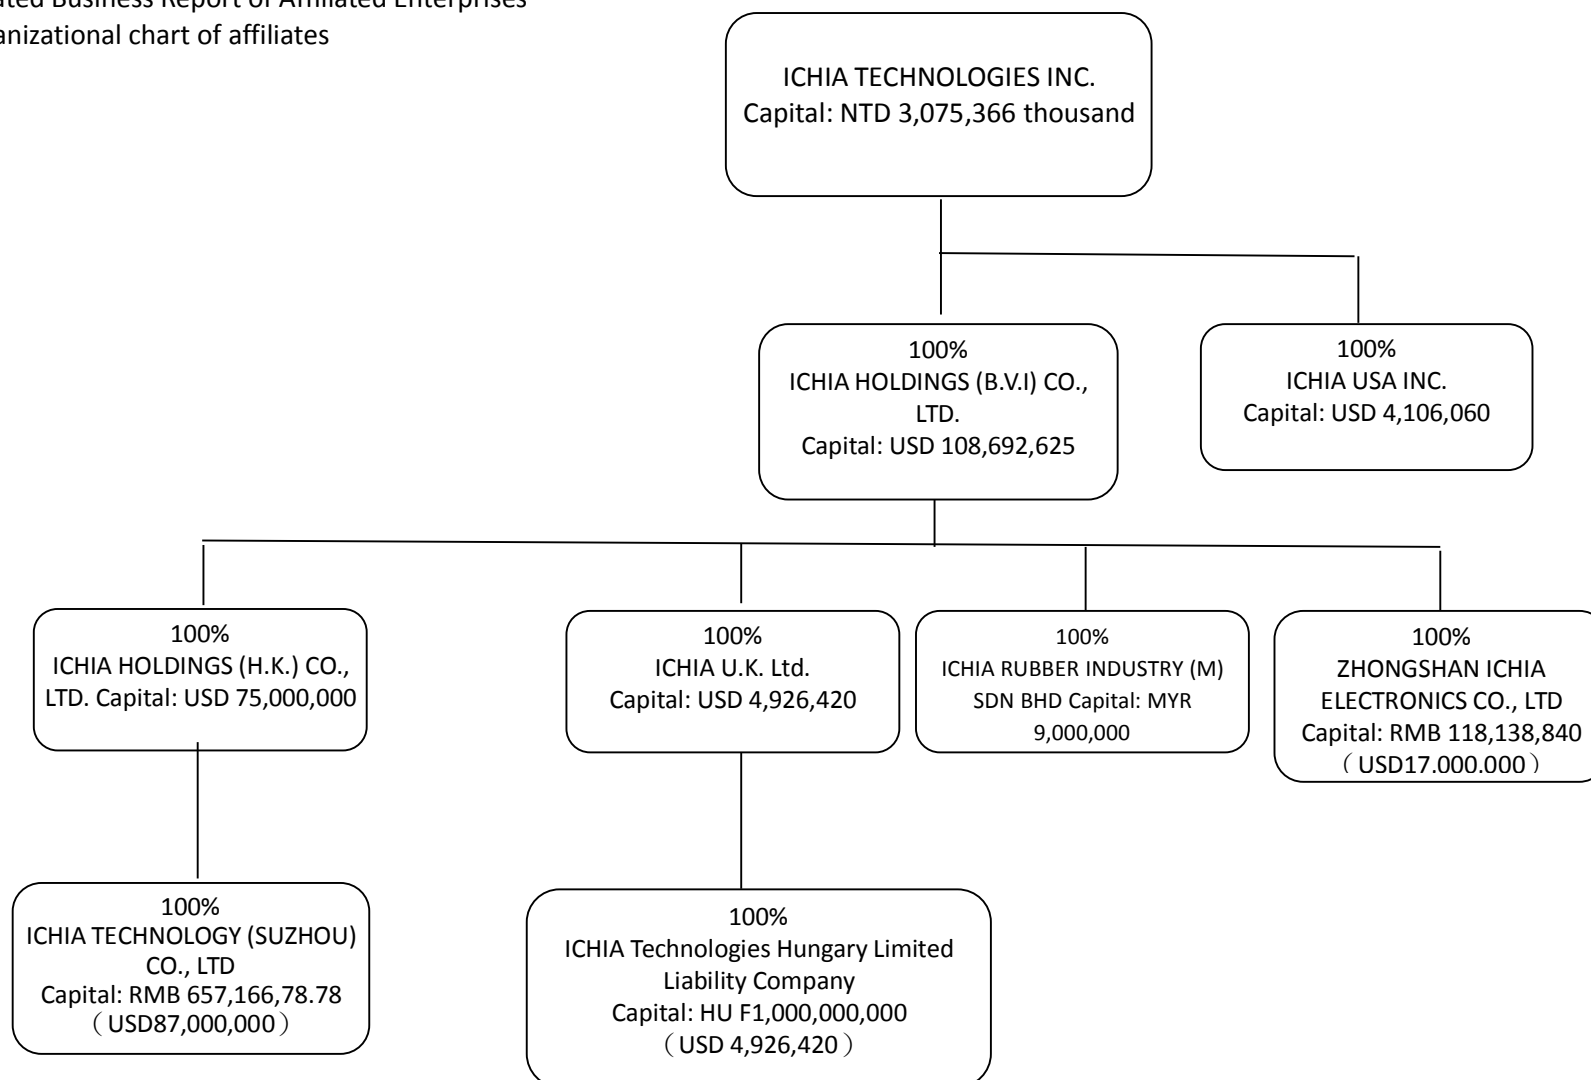 ated Business Report of Affiliated Enterprises
anizational chart of affiliates
ICHIA TECHNOLOGIES INC.
Capital: NTD 3,075,366 thousand
100%
ICHIA HOLDINGS (B.V.I) CO.,
LTD.
Capital: USD 108,692,625
100%
ICHIA USA INC.
Capital: USD 4,106,060
100%
ICHIA HOLDINGS (H.K.) CO.,
LTD. Capital: USD 75,000,000
100%
ICHIA U.K. Ltd.
Capital: USD 4,926,420
100%
ICHIA RUBBER INDUSTRY (M)
SDN BHD Capital: MYR
9,000,000
100%
ZHONGSHAN ICHIA
ELECTRONICS CO., LTD
Capital: RMB 118,138,840
（USD17.000.000）
100%
ICHIA TECHNOLOGY (SUZHOU)
CO., LTD
Capital: RMB 657,166,78.78
（USD87,000,000）
100%
ICHIA Technologies Hungary Limited
Liability Company
Capital: HU F1,000,000,000
（USD 4,926,420）